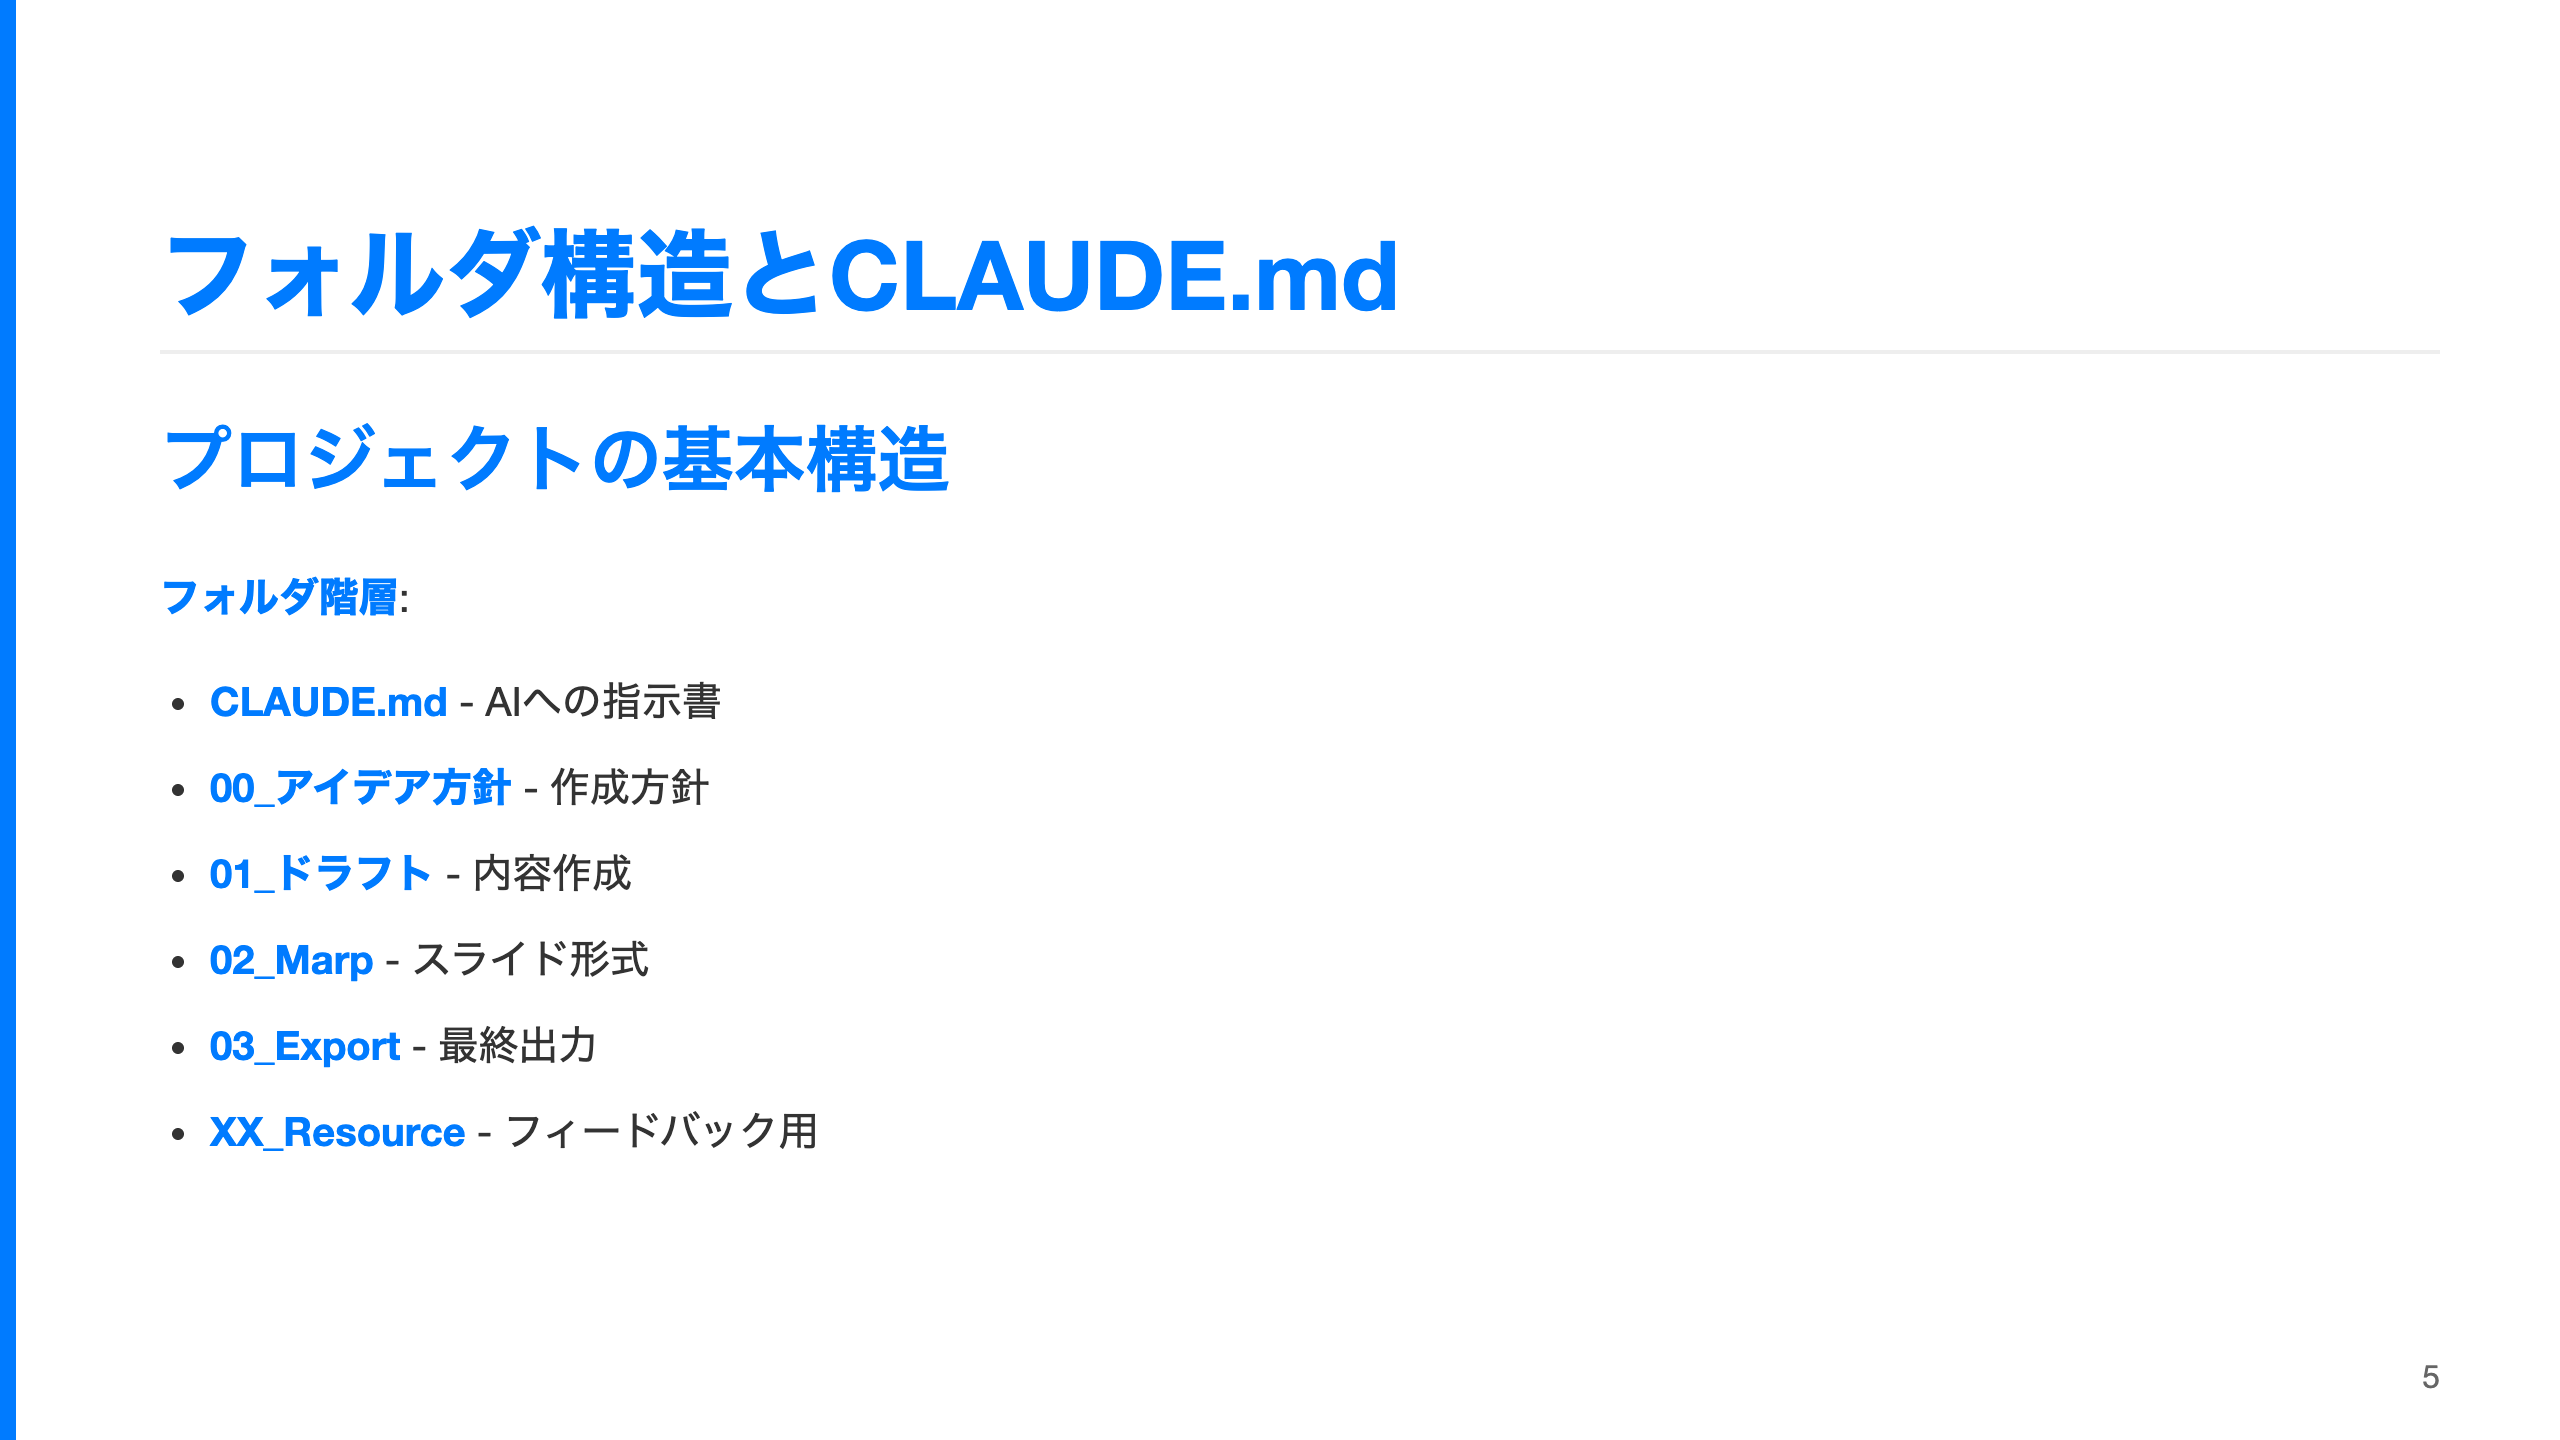 フォルダ構造とCLAUDE.md
プロジェクトの基本構造
フォルダ階層:
• CLAUDE.md - AIへの指示書
• 00_アイデア方針 - 作成方針
• 01_ドラフト - 内容作成
• 02_Marp - スライド形式
• 03_Export - 最終出力
• XX_Resource - フィードバック用
5